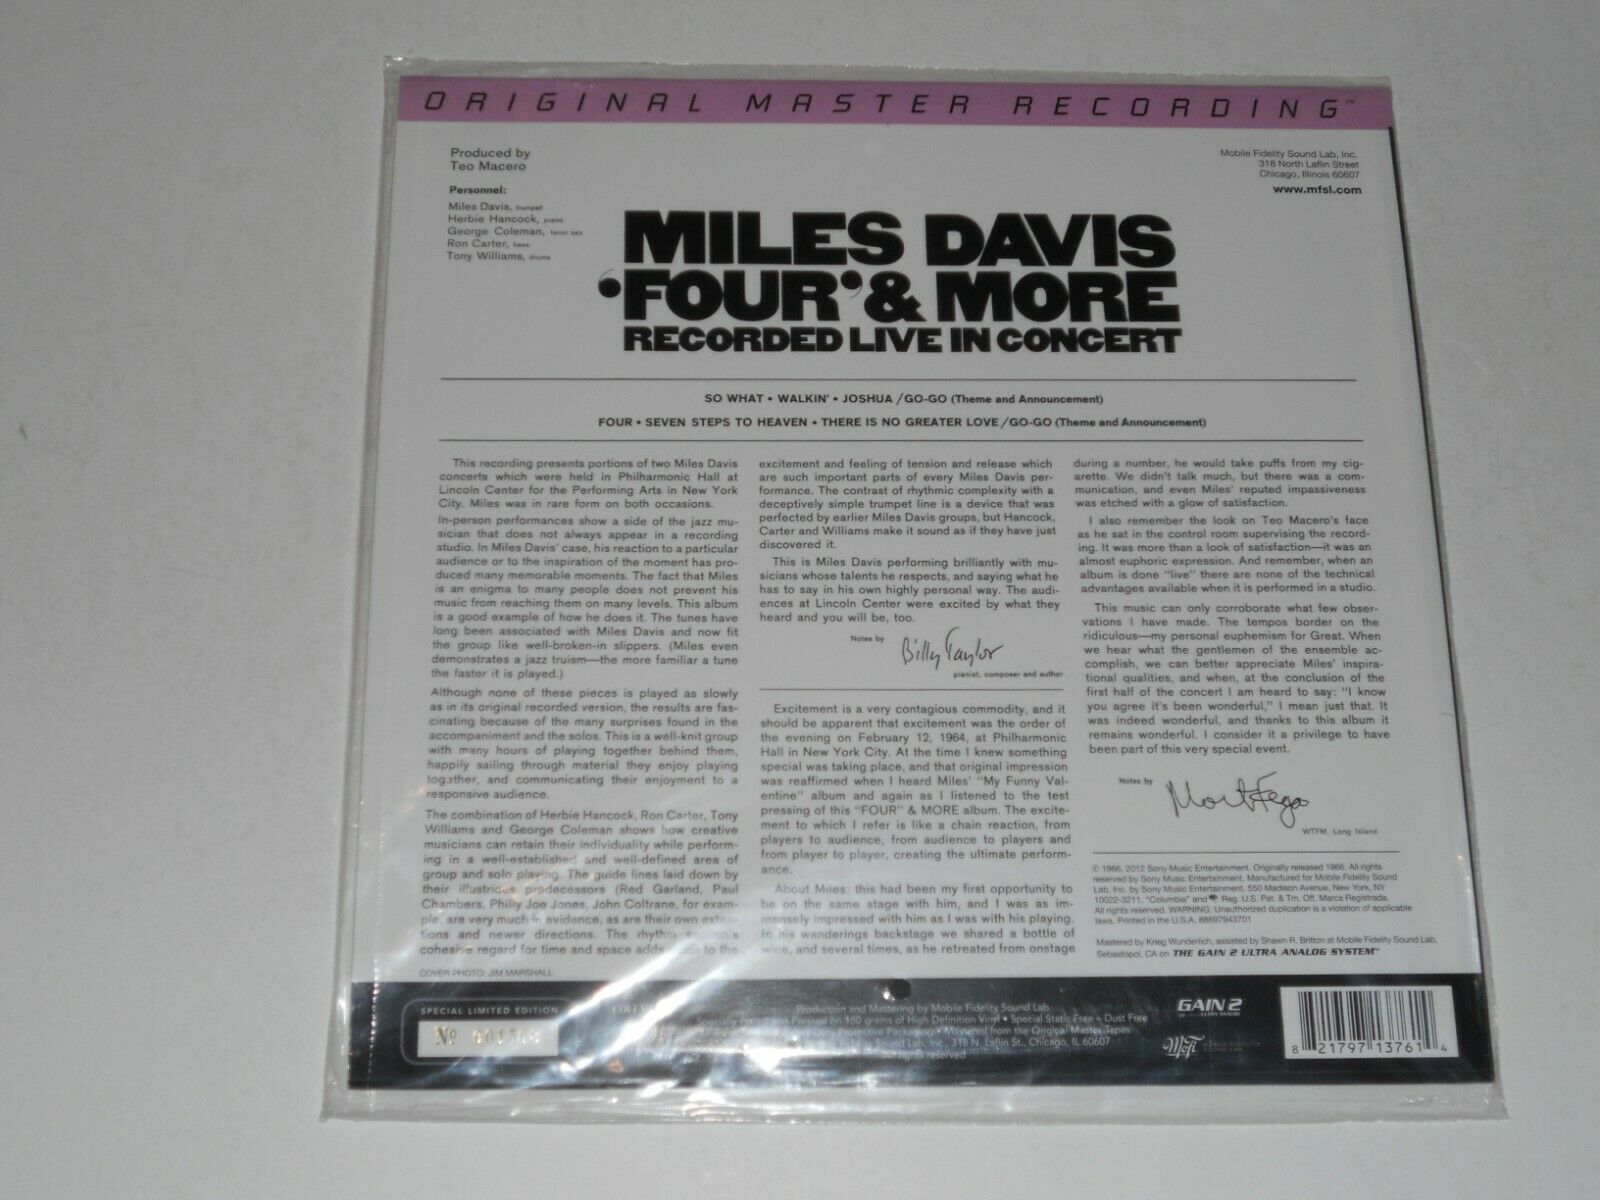 ORIGINAL MASTER RECORDING™
Produced by
Teo Macero
Personnel:
Miles Davis, trumpet
Herbie Hancock, piano
George Coleman, tenor sax
Ron Carter, bass
Tony Williams, drums
Mobile Fidelity Sound Lab, Inc.
318 North Laflin Street
Chicago, Illinois 60607
www.mfsl.com
MILES DAVIS
‘FOUR’ & MORE
RECORDED LIVE IN CONCERT
SO WHAT • WALKIN' • JOSHUA /GO-GO (Theme and Announcement)
FOUR • SEVEN STEPS TO HEAVEN • THERE IS NO GREATER LOVE /GO-GO (Theme and Announcement)
This recording presents portions of two Miles Davis
concerts which were held in Philharmonic Hall at
Lincoln Center for the Performing Arts in New York
City. Miles was in rare form on both occasions.
In-person performances show a side of the jazz mu-
sician that does not always appear in a recording
studio. In Miles Davis' case, his reaction to a particular
audience or to the inspiration of the moment has pro-
duced many memorable moments. The fact that Miles
is an enigma to many people does not prevent his
music from reaching them on many levels. This album
is a good example of how he does it. The tunes have
long been associated with Miles Davis and now fit
the group like well-broken-in slippers. (Miles even
demonstrates a jazz truism—the more familiar a tune
the faster it is played.)
Although none of these pieces is played as slowly
as in its original recorded version, the results are fas-
cinating because of the many surprises found in the
accompaniment and the solos. This is a well-knit group
with many hours of playing together behind them,
happily sailing through material they enjoy playing
together, and communicating their enjoyment to a
responsive audience.
The combination of Herbie Hancock, Ron Carter, Tony
Williams and George Coleman shows how creative
musicians can retain their individuality while perform-
ing in a well-established and well-defined area of
group and solo playing. The guide lines laid down by
their illustrious predecessors (Red Garland, Paul
Chambers, Philly Joe Jones, John Coltrane, for exam-
ple, are very much in evidence, as are their own exten-
tions and newer directions. The rhythm section's
cohesive regard for time and space adds much to the
COVER PHOTO: JIM MARSHALL
excitement and feeling of tension and release which
are such important parts of every Miles Davis per-
formance. The contrast of rhythmic complexity with a
deceptively simple trumpet line is a device that was
perfected by earlier Miles Davis groups, but Hancock,
Carter and Williams make it sound as if they have just
discovered it.
This is Miles Davis performing brilliantly with mu-
sicians whose talents he respects, and saying what he
has to say in his own highly personal way. The audi-
ences at Lincoln Center were excited by what they
heard and you will be, too.
Notes by Billy Taylor
pianist, composer and author
Excitement is a very contagious commodity, and it
should be apparent that excitement was the order of
the evening on February 12, 1964, at Philharmonic
Hall in New York City. At the time I knew something
special was taking place, and that original impression
was reaffirmed when I heard Miles' "My Funny Val-
entine" album and again as I listened to the test
pressing of this "FOUR" & MORE album. The excite-
ment to which I refer is like a chain reaction, from
players to audience, from audience to players and
from player to player, creating the ultimate perform-
ance.
About Miles: this had been my first opportunity to
be on the same stage with him, and I was as im-
mensely impressed with him as I was with his playing.
In his wanderings backstage we shared a bottle of
wine, and several times, as he retreated from onstage
during a number, he would take puffs from my cig-
arette. We didn't talk much, but there was a com-
munication, and even Miles' reputed impassiveness
was etched with a glow of satisfaction.
I also remember the look on Teo Macero's face
as he sat in the control room supervising the record-
ing. It was more than a look of satisfaction—it was an
almost euphoric expression. And remember, when an
album is done "live" there are none of the technical
advantages available when it is performed in a studio.
This music can only corroborate what few obser-
vations I have made. The tempos border on the
ridiculous—my personal euphemism for Great. When
we hear what the gentlemen of the ensemble ac-
complish, we can better appreciate Miles' inspira-
tional qualities, and when, at the conclusion of the
first half of the concert I am heard to say: "I know
you agree it's been wonderful," I mean just that. It
was indeed wonderful, and thanks to this album it
remains wonderful. I consider it a privilege to have
been part of this very special event.
Notes by Mort Fega
WTFM, Long Island
© 1966, 2012 Sony Music Entertainment. Originally released 1966. All rights
reserved by Sony Music Entertainment. Manufactured for Mobile Fidelity Sound
Lab, Inc. by Sony Music Entertainment. 550 Madison Avenue, New York, NY
10022-3211. "Columbia" and Reg. U.S. Pat. & Tm. Off. Marca Registrada.
All rights reserved. WARNING: Unauthorized duplication is a violation of applicable
laws. Printed in the U.S.A. 88697943701
Mastered by Krieg Wunderlich, assisted by Shawn R. Britton at Mobile Fidelity Sound Lab,
Sebastopol, CA on THE GAIN 2 ULTRA ANALOG SYSTEM™
SPECIAL LIMITED EDITION
Nº
Production and Mastering by Mobile Fidelity Sound Lab
Specially Plated and Pressed on 180 grams of High Definition Vinyl • Special Static Free - Dust Free
Protective Packaging • Mastered from the Original Master Tapes
Fidelity Sound Lab, Inc., 318 N. Laflin St., Chicago, IL 60607
All rights reserved
GAIN 2
ULTRA ANALOG
MoFi
MOBILE FIDELITY
SOUND LAB
8 21797 13761 4